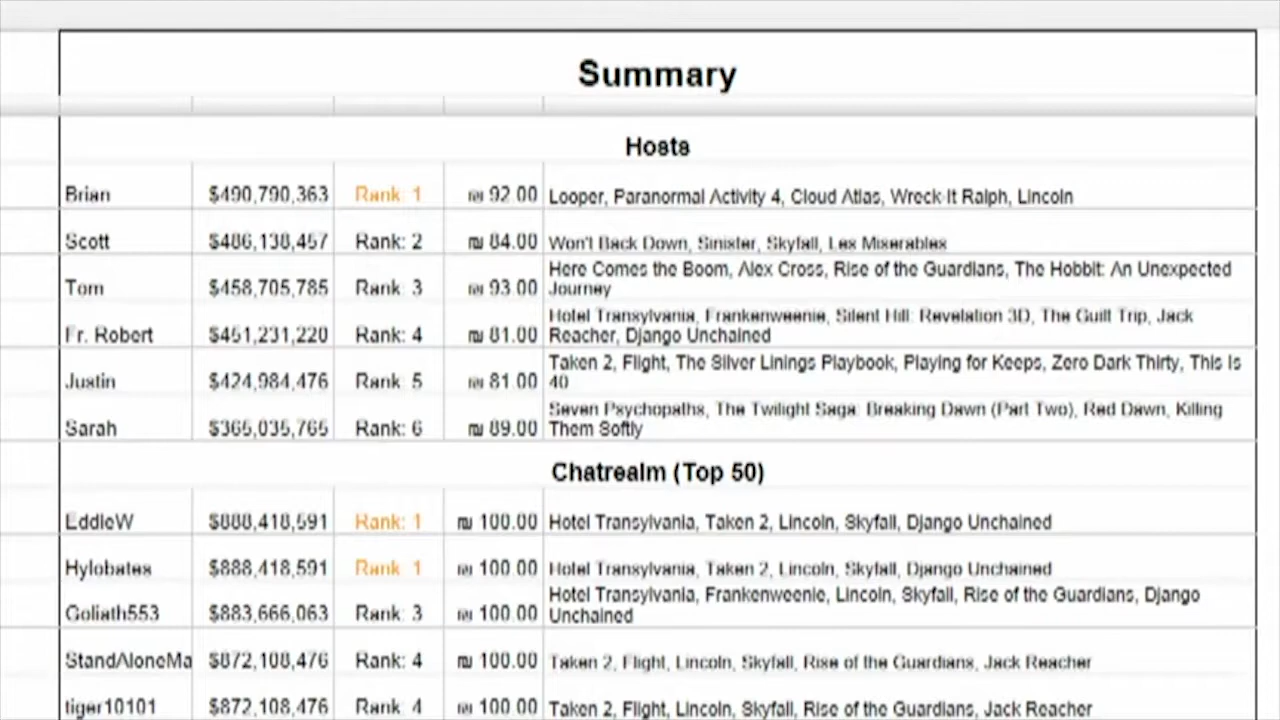 Summary
Hosts
Brian $490,790,363 Rank: 1 ₪ 92.00 Looper, Paranormal Activity 4, Cloud Atlas, Wreck-It Ralph, Lincoln
Scott $486,138,457 Rank: 2 ₪ 84.00 Won't Back Down, Sinister, Skyfall, Les Miserables
Tom $458,705,785 Rank: 3 ₪ 93.00 Here Comes the Boom, Alex Cross, Rise of the Guardians, The Hobbit: An Unexpected
Journey
Fr. Robert $451,231,220 Rank: 4 ₪ 81.00 Hotel Transylvania, Frankenweenie, Silent Hill: Revelation 3D, The Guilt Trip, Jack
Reacher, Django Unchained
Justin $424,984,476 Rank: 5 ₪ 81.00 Taken 2, Flight, The Silver Linings Playbook, Playing for Keeps, Zero Dark Thirty, This Is
40
Sarah $365,035,765 Rank: 6 ₪ 89.00 Seven Psychopaths, The Twilight Saga: Breaking Dawn (Part Two), Red Dawn, Killing
Them Softly
Chatrealm (Top 50)
EddieW $888,418,591 Rank: 1 ₪ 100.00 Hotel Transylvania, Taken 2, Lincoln, Skyfall, Django Unchained
Hylobates $888,418,591 Rank: 1 ₪ 100.00 Hotel Transylvania, Taken 2, Lincoln, Skyfall, Django Unchained
Goliath553 $883,666,063 Rank: 3 ₪ 100.00 Hotel Transylvania, Frankenweenie, Lincoln, Skyfall, Rise of the Guardians, Django
Unchained
StandAloneMa $872,108,476 Rank: 4 ₪ 100.00 Taken 2, Flight, Lincoln, Skyfall, Rise of the Guardians, Jack Reacher
tiger10101 $872,108,476 Rank: 4 ₪ 100.00 Taken 2, Flight, Lincoln, Skyfall, Rise of the Guardians, Jack Reacher